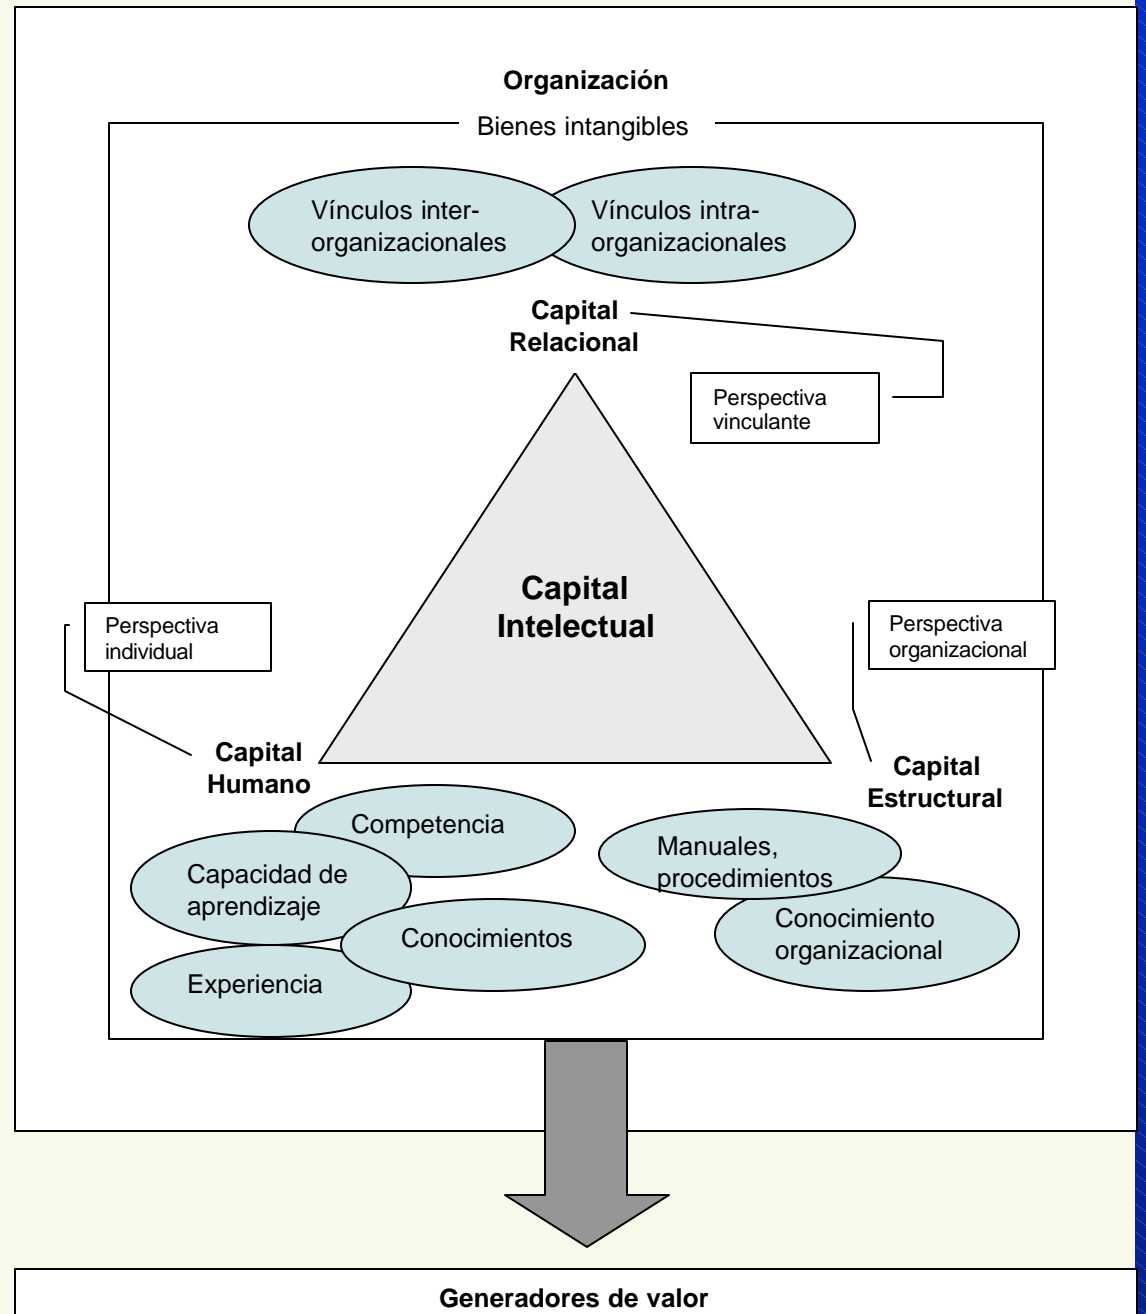 Organización
Bienes intangibles
Vínculos inter-
organizacionales
Vínculos intra-
organizacionales
Capital
Relacional
Perspectiva
vinculante
Capital
Intelectual
Perspectiva
individual
Perspectiva
organizacional
Capital
Humano
Capital
Estructural
Competencia
Capacidad de
aprendizaje
Conocimientos
Experiencia
Manuales,
procedimientos
Conocimiento
organizacional
Generadores de valor